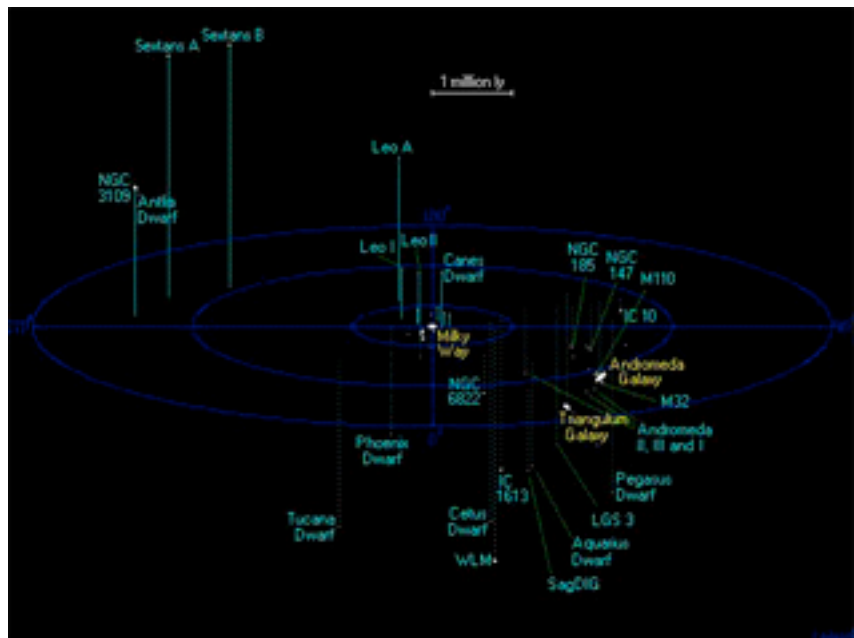 Sextans B
Sextans A
1 million ly
Leo A
NGC
3109
Antlia
Dwarf
180°
Leo II
Leo I
Canes
Dwarf
NGC
185
NGC
147
M110
IC 10
Milky
Way
Andromeda
Galaxy
NGC
6822
M32
Triangulum
Galaxy
Andromeda
II, III and I
Phoenix
Dwarf
0°
Pegasus
Dwarf
IC
1613
LGS 3
Tucana
Dwarf
Cetus
Dwarf
Aquarius
Dwarf
WLM
SagDIG